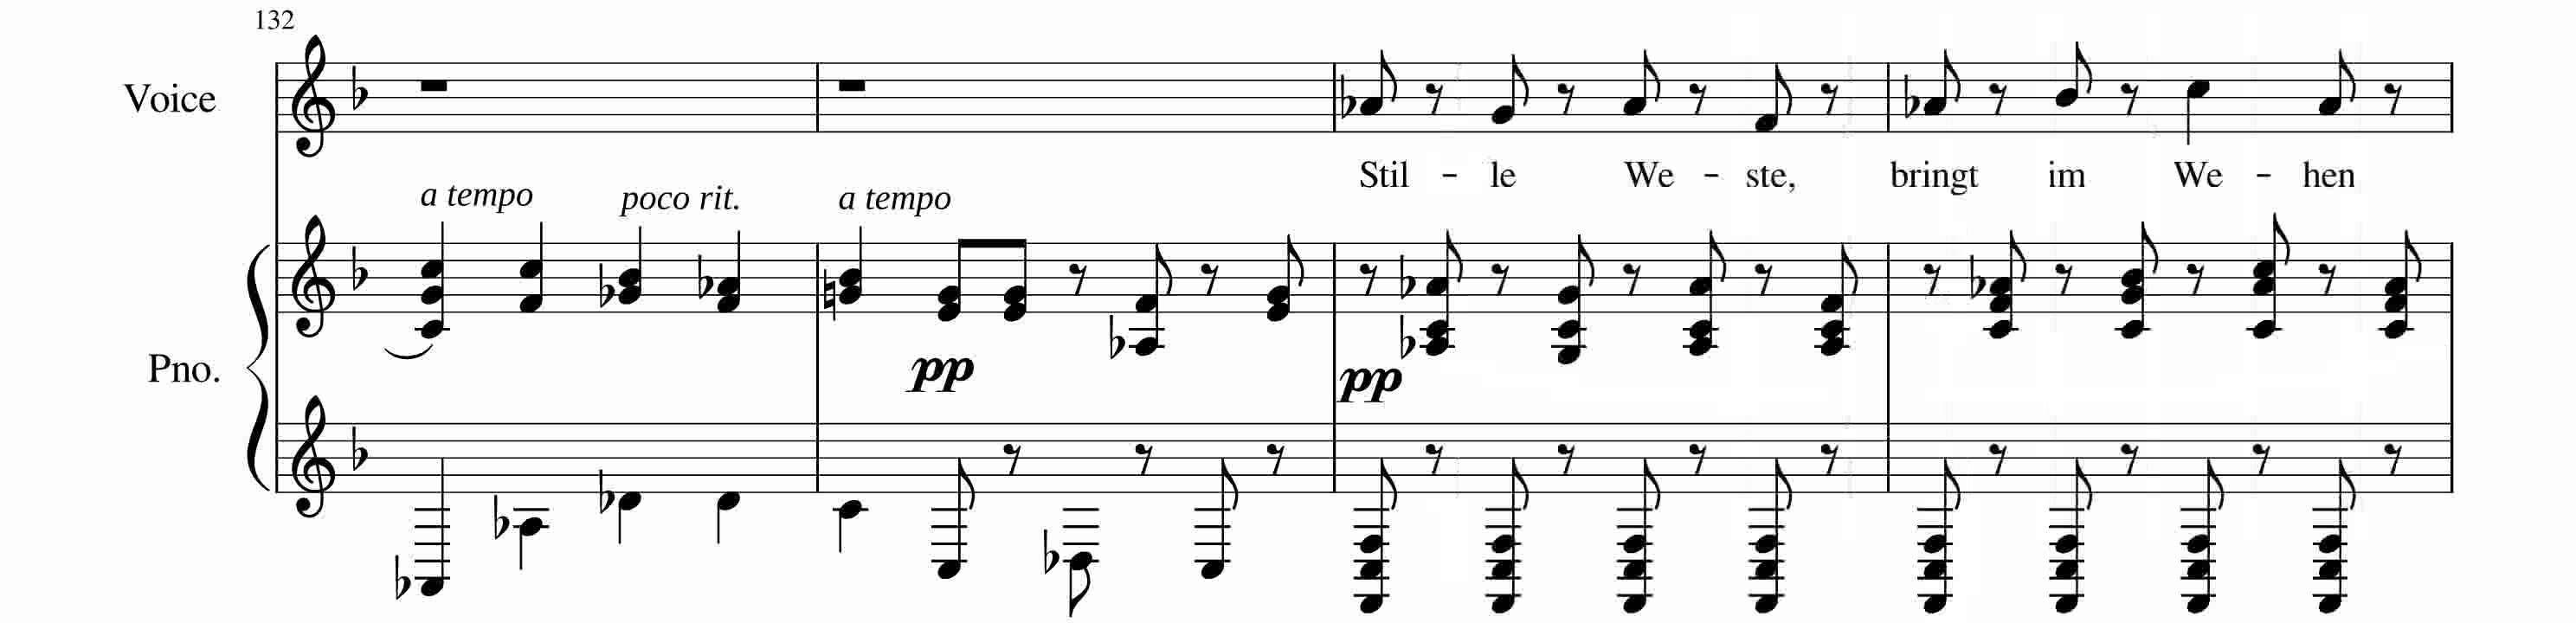 132
Voice
Stil - le We - ste, bringt im We - hen
a tempo poco rit. a tempo
Pno.
pp pp